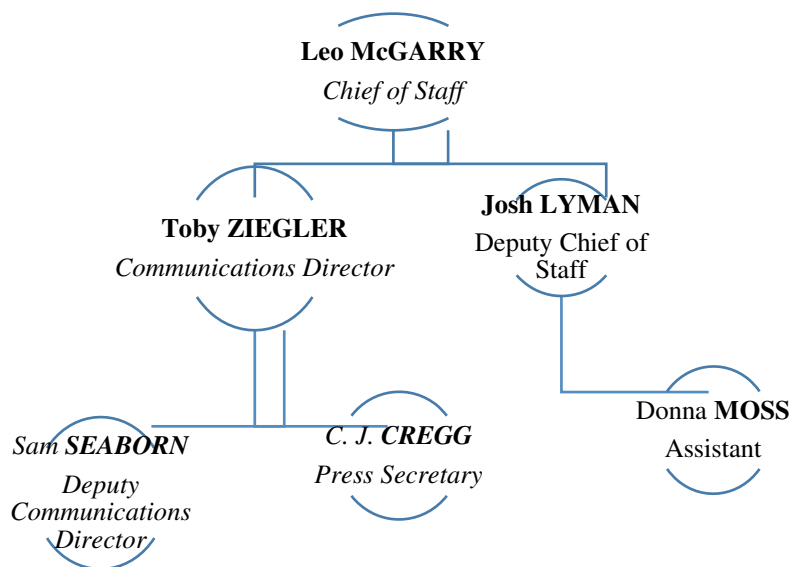 Leo McGARRY
Chief of Staff
Toby ZIEGLER
Communications Director
Josh LYMAN
Deputy Chief of
Staff
Sam SEABORN
Deputy
Communications
Director
C. J. CREGG
Press Secretary
Donna MOSS
Assistant